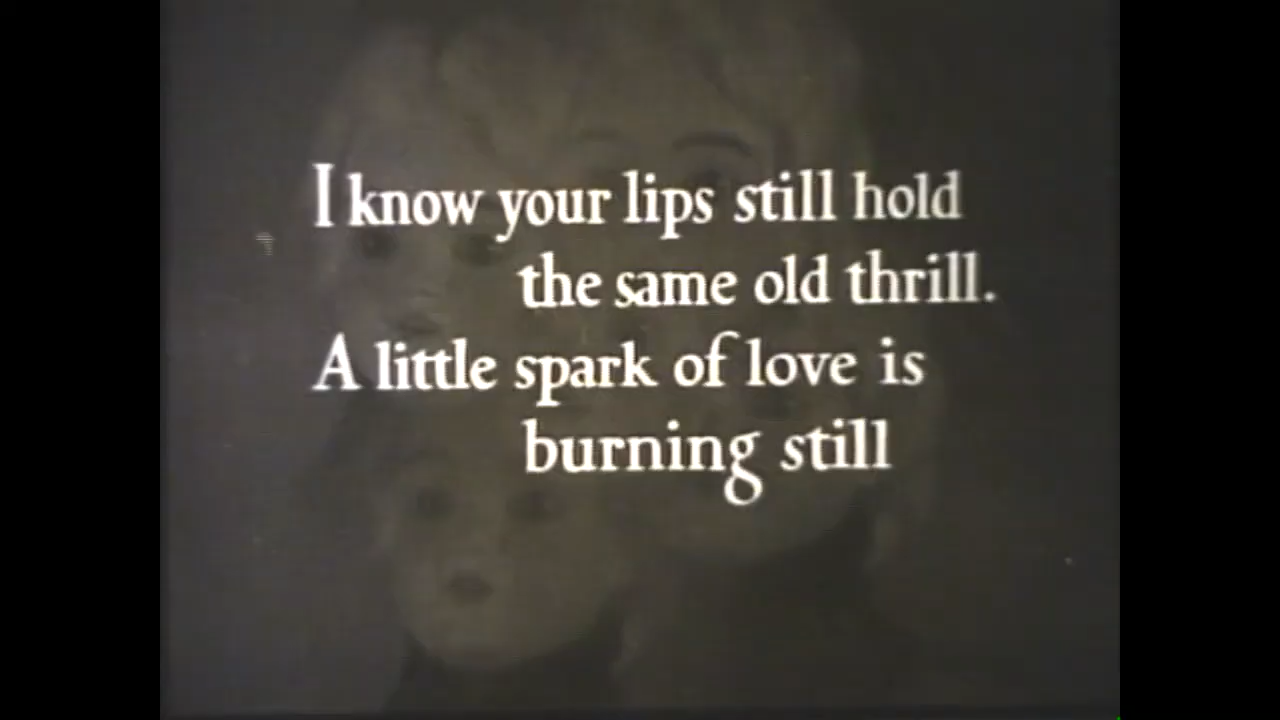 I know your lips still hold
the same old thrill.
A little spark of love is
burning still